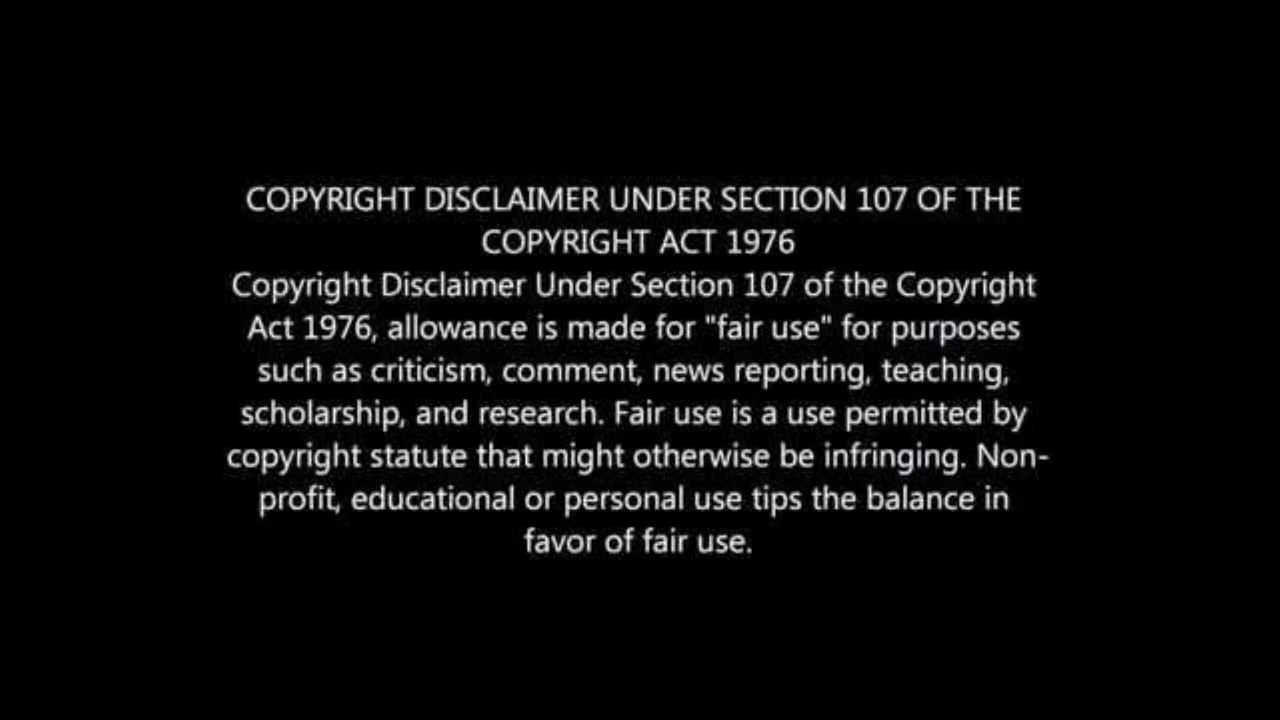 COPYRIGHT DISCLAIMER UNDER SECTION 107 OF THE
COPYRIGHT ACT 1976
Copyright Disclaimer Under Section 107 of the Copyright
Act 1976, allowance is made for "fair use" for purposes
such as criticism, comment, news reporting, teaching,
scholarship, and research. Fair use is a use permitted by
copyright statute that might otherwise be infringing. Non-
profit, educational or personal use tips the balance in
favor of fair use.